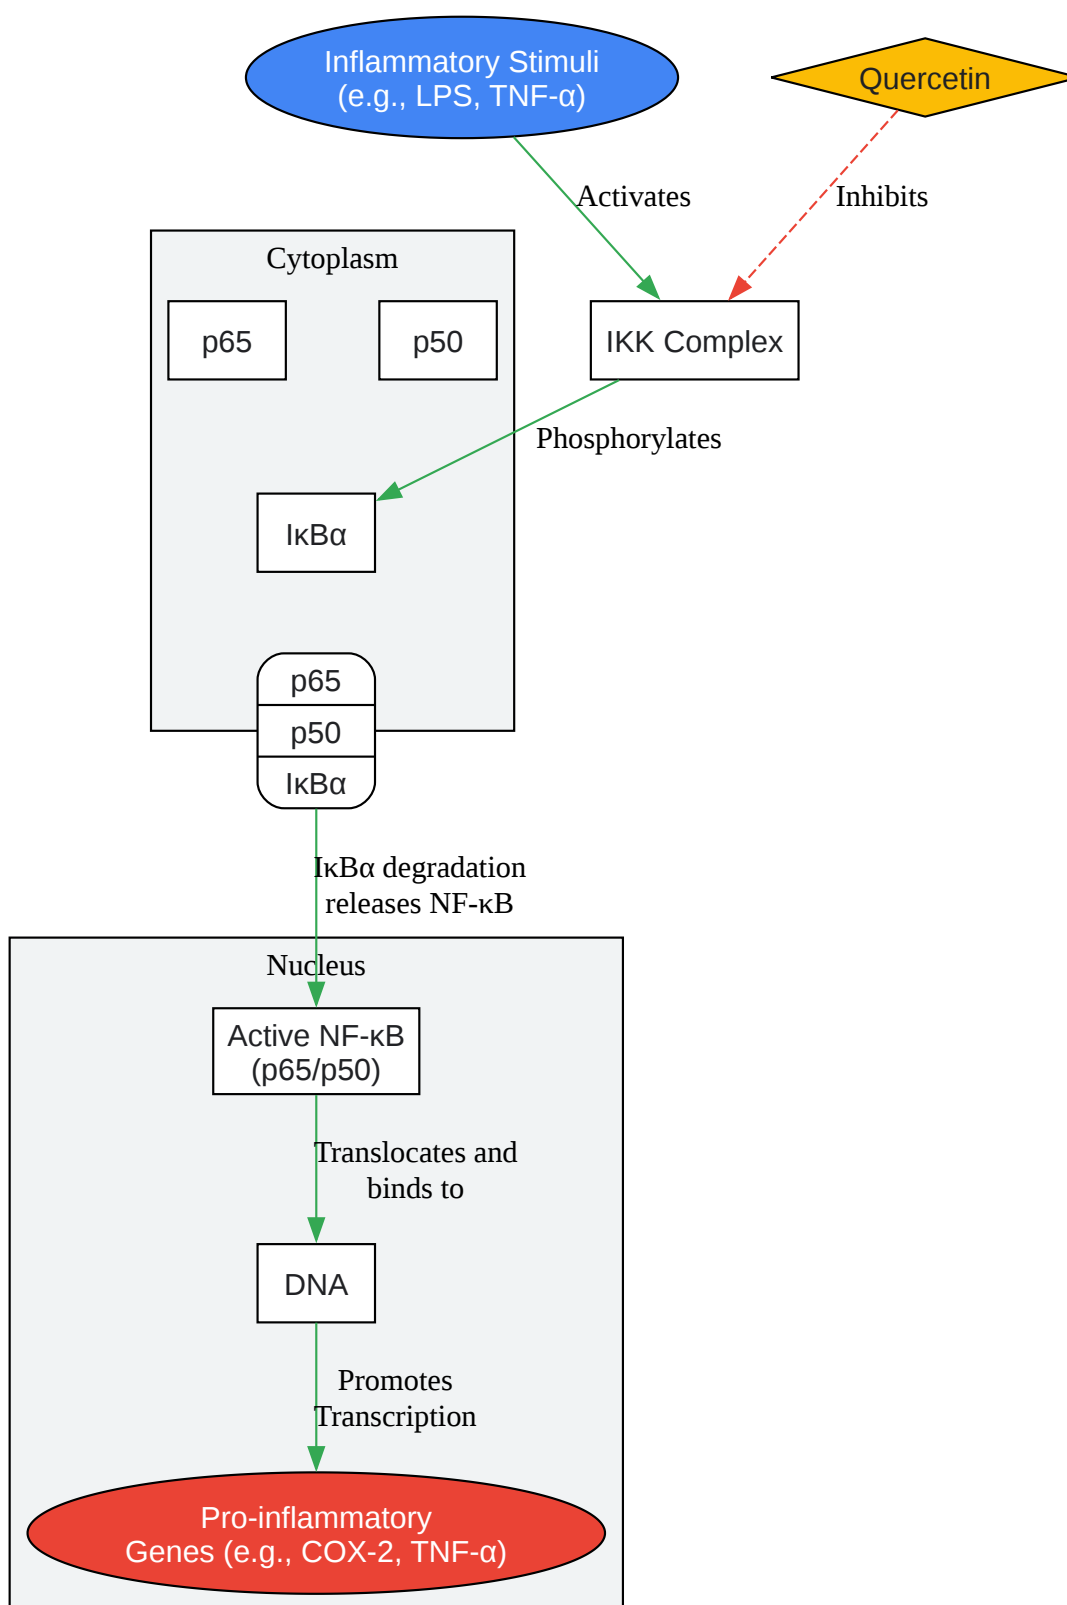 Inflammatory Stimuli
(e.g., LPS, TNF-α)
Quercetin
Activates
Inhibits
Cytoplasm
p65
p50
IKK Complex
Phosphorylates
IκBα
p65
p50
IκBα
IκBα degradation
releases NF-κB
Nucleus
Active NF-κB
(p65/p50)
Translocates and
binds to
DNA
Promotes
Transcription
Pro-inflammatory
Genes (e.g., COX-2, TNF-α)